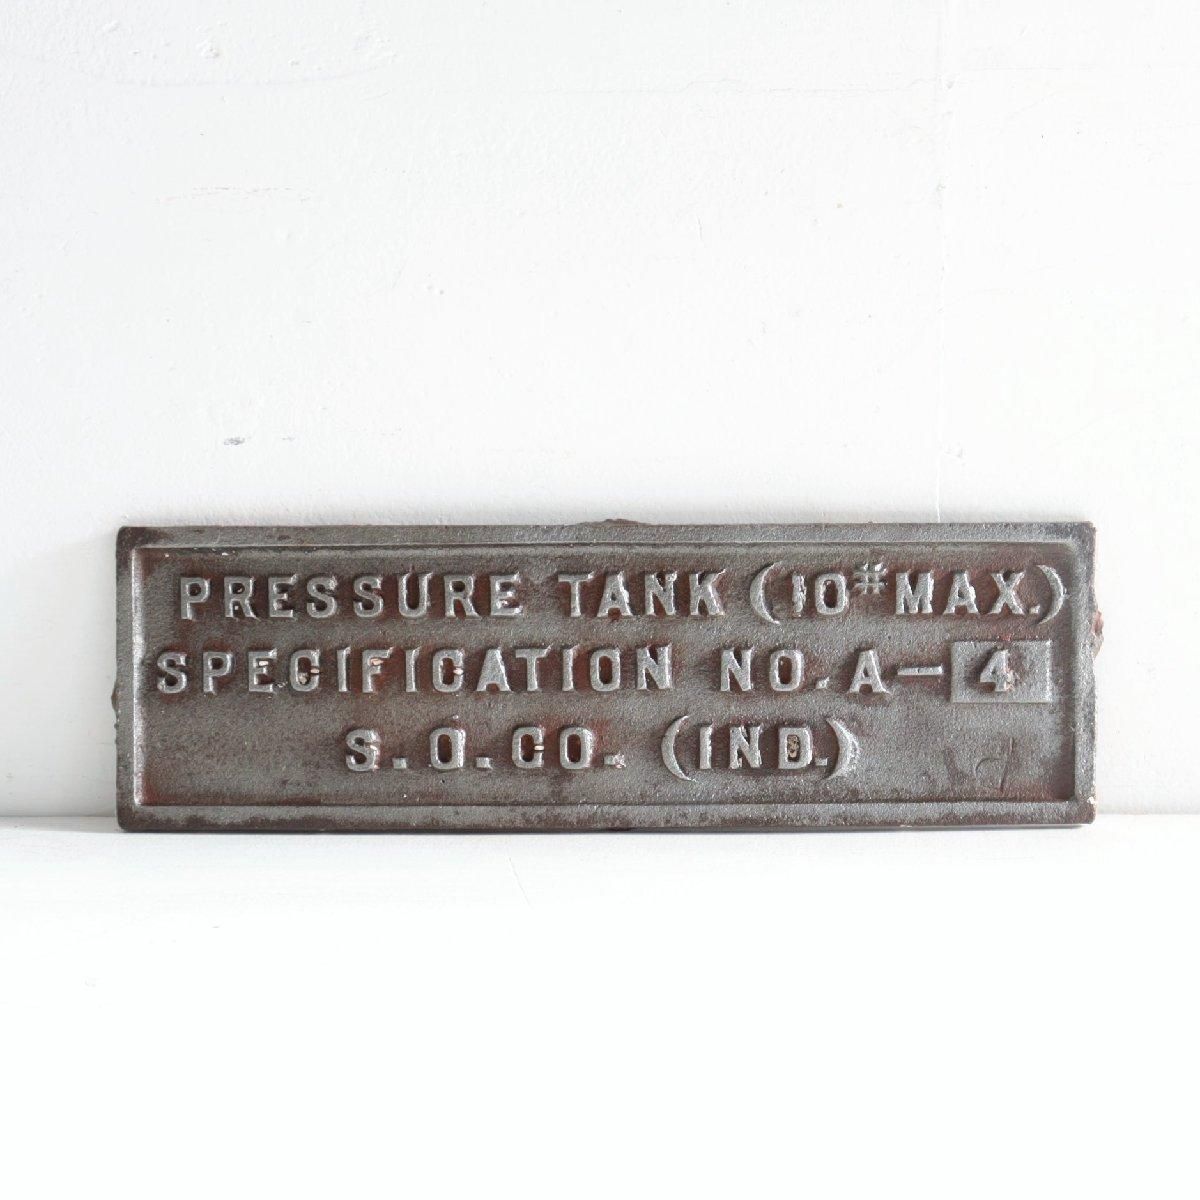 PRESSURE TANK (10# MAX.)
SPECIFICATION NO. A-4
S.O.CO. (IND.)